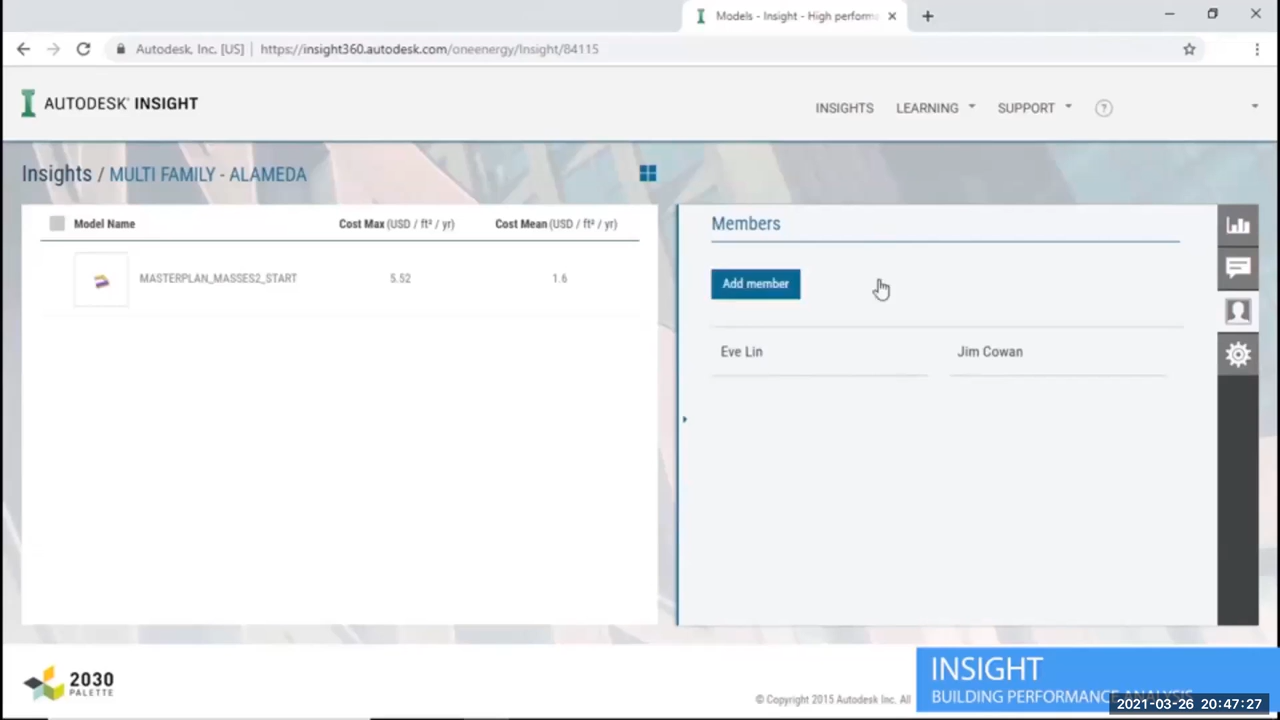 Models - Insight - High performa
Autodesk, Inc. [US] | https://insight360.autodesk.com/oneenergy/Insight/84115
AUTODESK® INSIGHT
INSIGHTS LEARNING SUPPORT ?
Insights / MULTI FAMILY - ALAMEDA
Model Name Cost Max (USD / ft² / yr) Cost Mean (USD / ft² / yr)
MASTERPLAN_MASSES2_START 5.52 1.6
Members
Add member
Eve Lin Jim Cowan
2030
PALETTE
© Copyright 2015 Autodesk Inc. All
INSIGHT
BUILDING PERFORMANCE ANALYSIS
2021-03-26 20:47:27